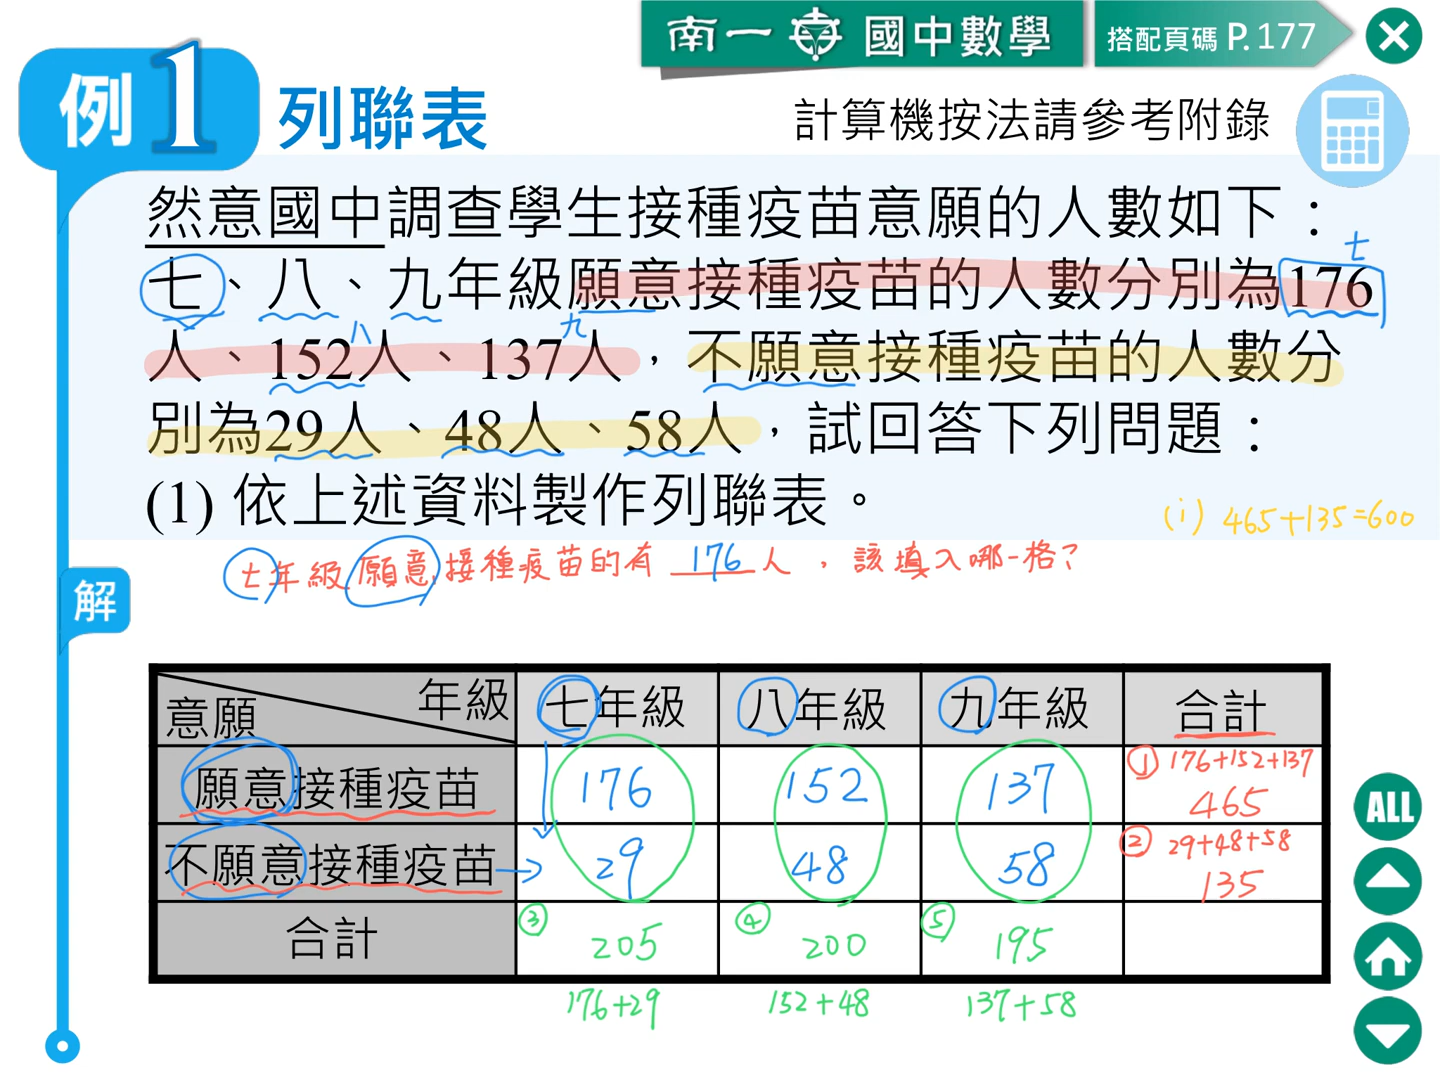 南一 國中數學 搭配頁碼 P. 177
例1 列聯表 計算機按法請參考附錄
然意國中調查學生接種疫苗意願的人數如下：
七
七、八、九年級願意接種疫苗的人數分別為176
八 九
人、152人、137人，不願意接種疫苗的人數分
別為29人、48人、58人，試回答下列問題：
(1) 依上述資料製作列聯表。
(i) 465+135=600
七年級願意接種疫苗的有 176 人，該填入哪一格？
解
意願 年級 七年級 八年級 九年級 合計
願意接種疫苗 176 152 137 ① 176+152+137 465
不願意接種疫苗 29 48 58 ② 29+48+58 135
合計 ③ 205 ④ 200 ⑤ 195
176+29 152+48 137+58
ALL